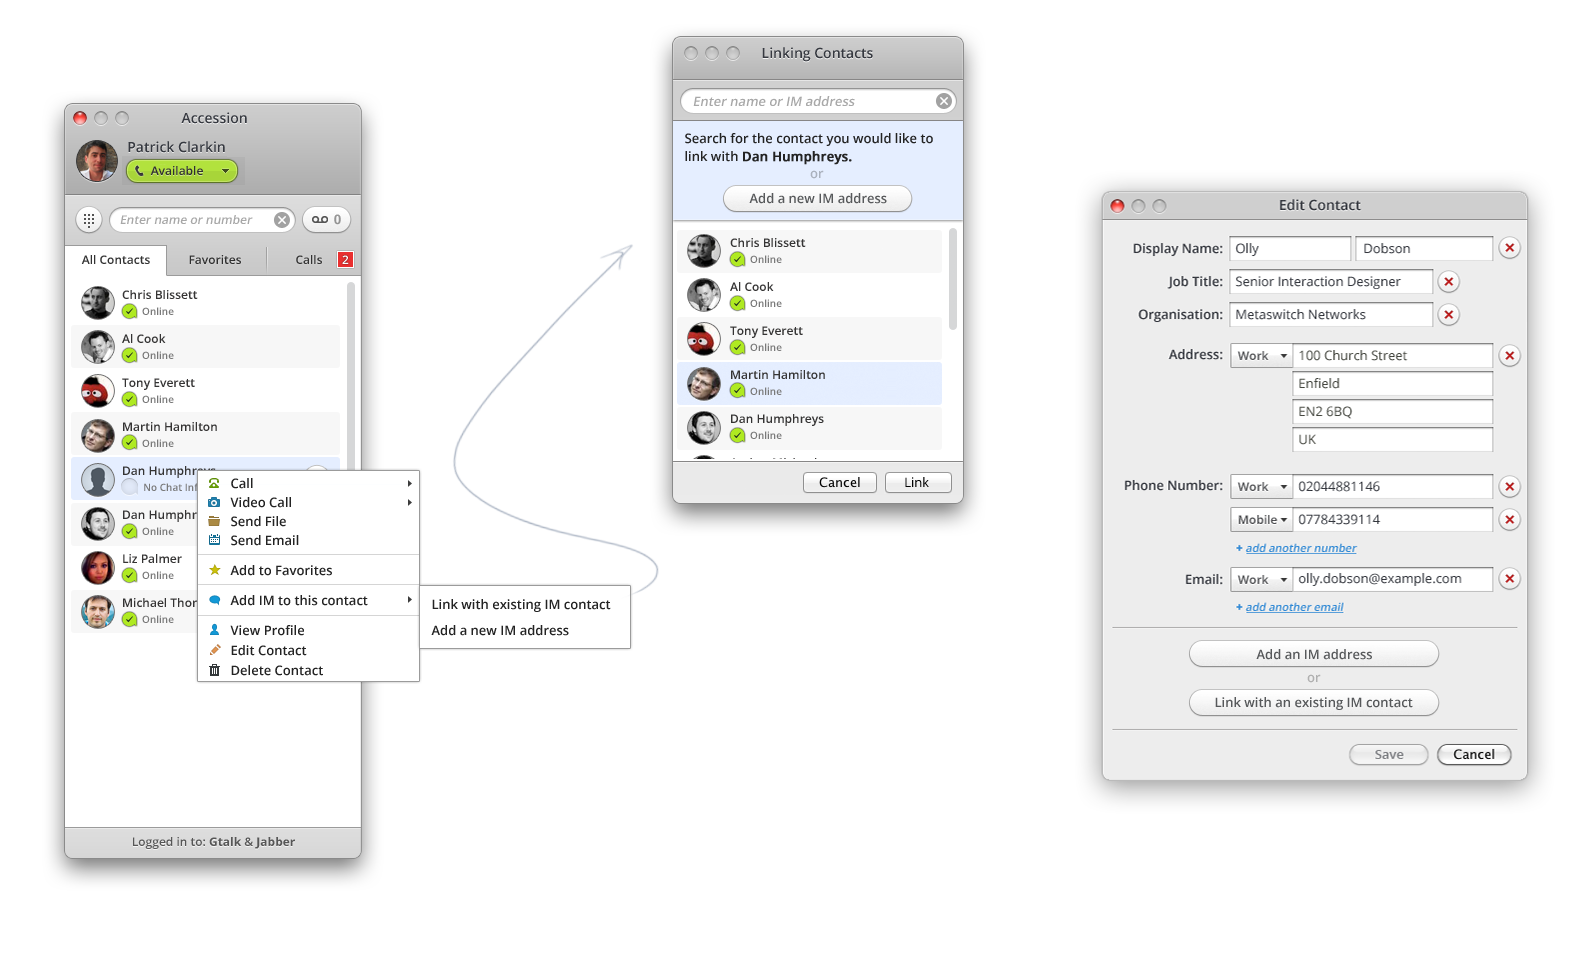 Accession
Patrick Clarkin
Available
Enter name or number
0
All Contacts
Favorites
Calls
2
Chris Blissett
Online
Al Cook
Online
Tony Everett
Online
Martin Hamilton
Online
Dan Humphreys
No Chat Inf
Dan Humphr
Online
Liz Palmer
Online
Michael Thor
Online
Call
Video Call
Send File
Send Email
Add to Favorites
Add IM to this contact
View Profile
Edit Contact
Delete Contact
Link with existing IM contact
Add a new IM address
Logged in to: Gtalk & Jabber
Linking Contacts
Enter name or IM address
Search for the contact you would like to
link with Dan Humphreys.
or
Add a new IM address
Chris Blissett
Online
Al Cook
Online
Tony Everett
Online
Martin Hamilton
Online
Dan Humphreys
Online
Cancel
Link
Edit Contact
Display Name: Olly Dobson
Job Title: Senior Interaction Designer
Organisation: Metaswitch Networks
Address: Work 100 Church Street
Enfield
EN2 6BQ
UK
Phone Number: Work 02044881146
Mobile 07784339114
+ add another number
Email: Work olly.dobson@example.com
+ add another email
Add an IM address
or
Link with an existing IM contact
Save
Cancel